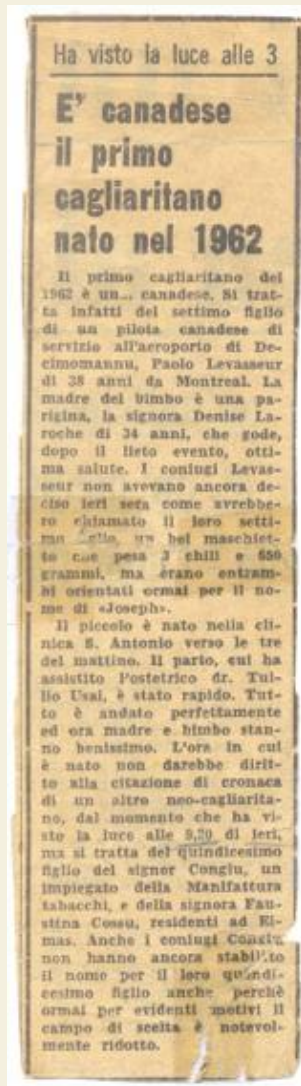 Ha visto la luce alle 3
E' canadese
il primo
cagliaritano
nato nel 1962
Il primo cagliaritano del
1962 è un... canadese. Si trat-
ta infatti del settimo figlio
di un pilota canadese di
servizio all'aeroporto di De-
cimomannu, Paolo Levasseur
di 38 anni da Montreal. La
madre del bimbo è una pa-
rigina, la signora Denise La-
roche di 34 anni, che gode,
dopo il lieto evento, otti-
ma salute. I coniugi Levas-
seur non avevano ancora de-
ciso ieri sera come avrebbe-
ro chiamato il loro setti-
mo figlio, un bel maschiet-
to che pesa 3 chili e 650
grammi, ma erano entram-
bi orientati ormai per il no-
me di «Joseph».
Il piccolo è nato nella cli-
nica S. Antonio verso le tre
del mattino. Il parto, cui ha
assistito l'ostetrico dr. Tul-
lio Usai, è stato rapido. Tut-
to è andato perfettamente
ed ora madre e bimbo stan-
no benissimo. L'ora in cui
è nato non darebbe dirit-
to alla citazione di cronaca
di un altro neo-cagliarita-
no, dal momento che ha vi-
sto la luce alle 9,20 di ieri,
ma si tratta del quindicesimo
figlio del signor Congiu, un
impiegato della Manifattura
tabacchi, e della signora Fau-
stina Cossu, residenti ad El-
mas. Anche i coniugi Congiu
non hanno ancora stabilito
il nome per il loro quindi-
cesimo figlio anche perchè
ormai per evidenti motivi il
campo di scelta è notevol-
mente ridotto.